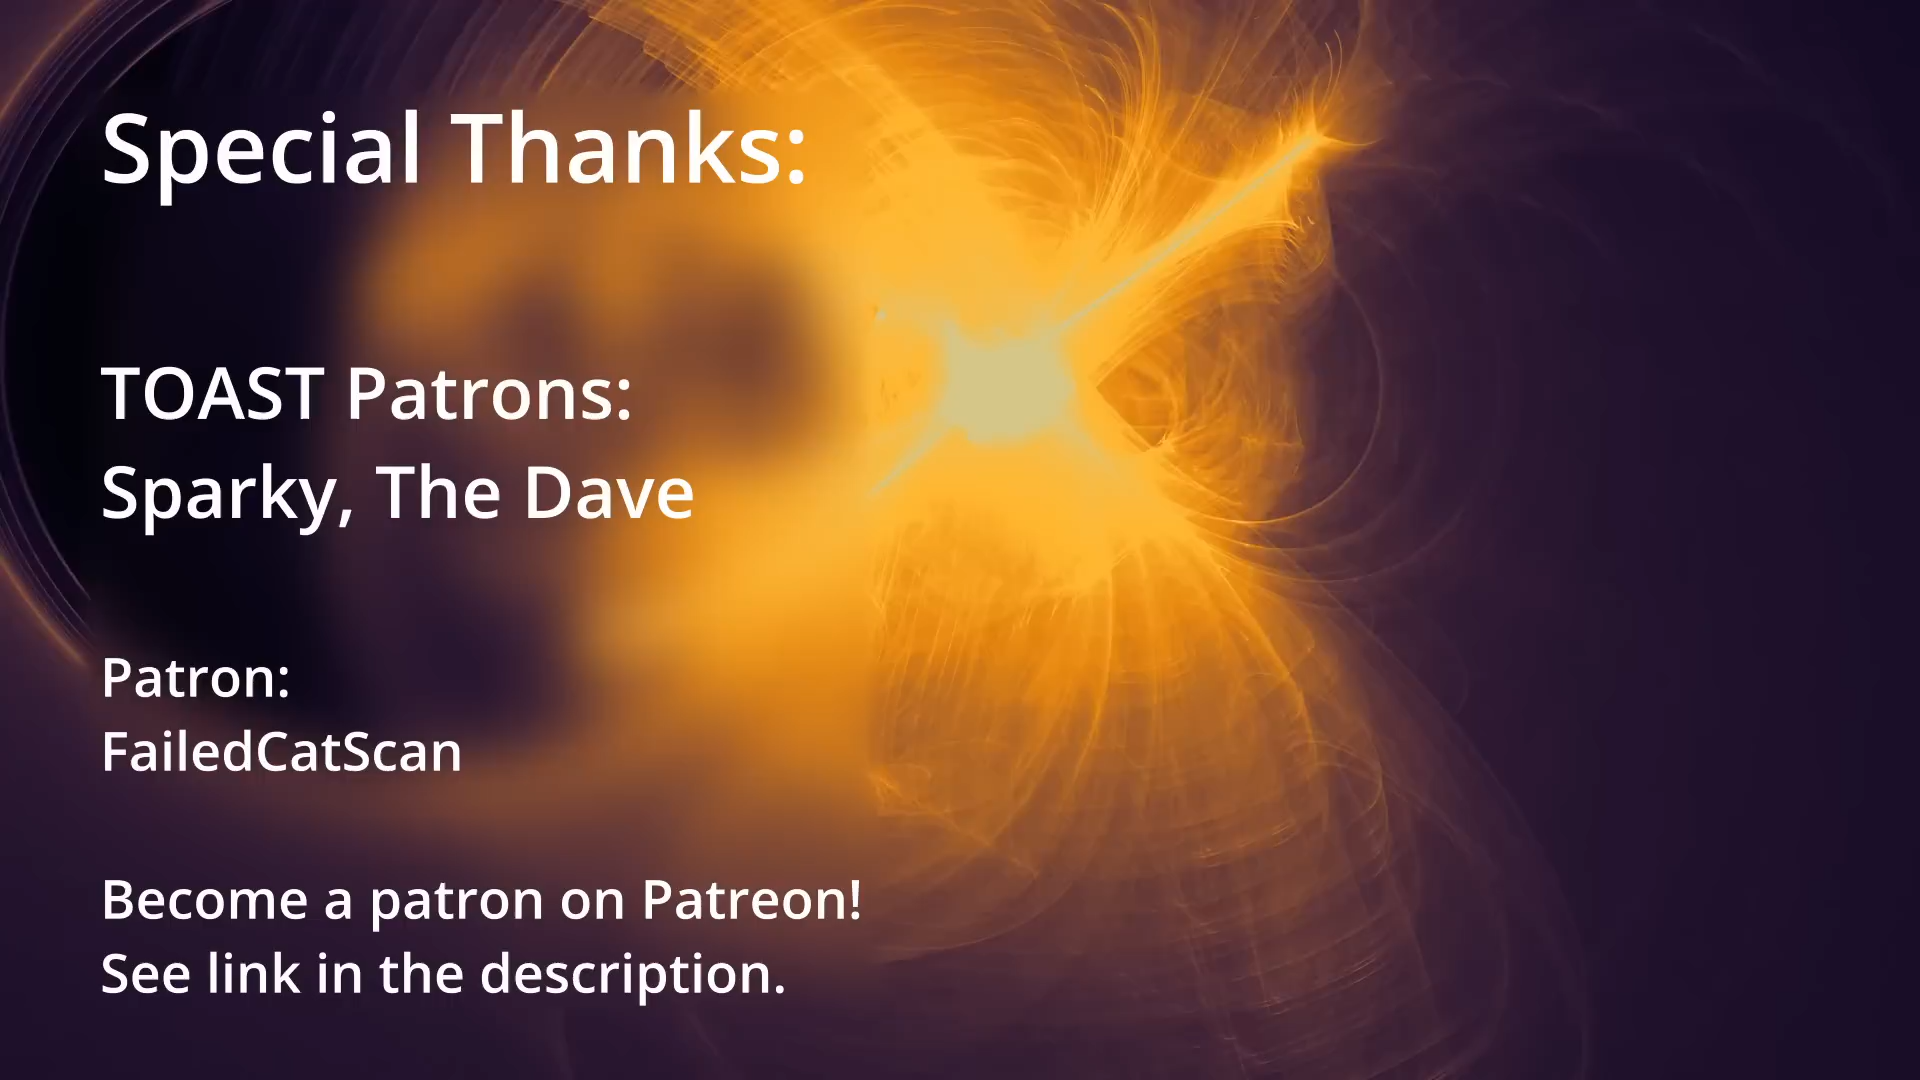 Special Thanks:
TOAST Patrons:
Sparky, The Dave
Patron:
FailedCatScan
Become a patron on Patreon!
See link in the description.